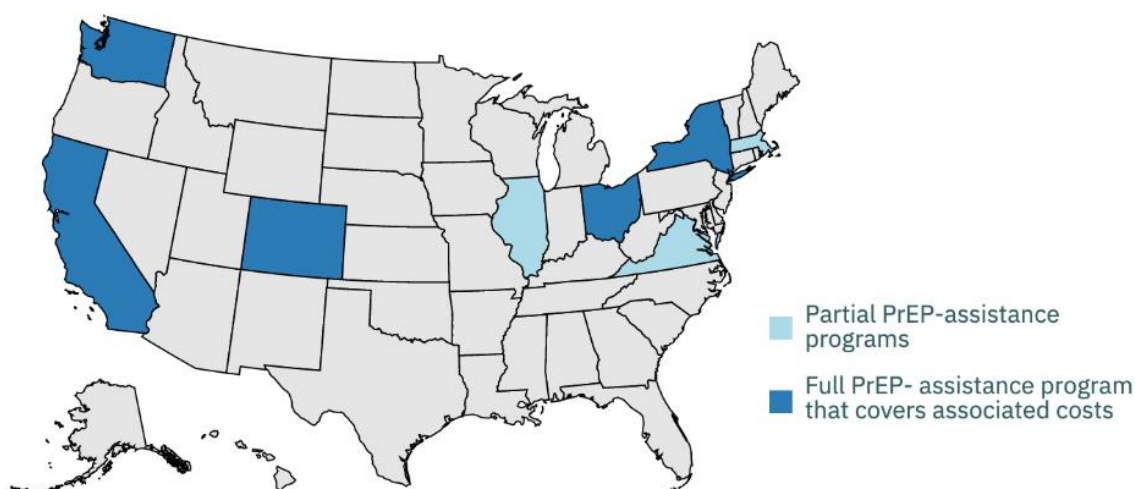 Partial PrEP-assistance
programs
Full PrEP- assistance program
that covers associated costs